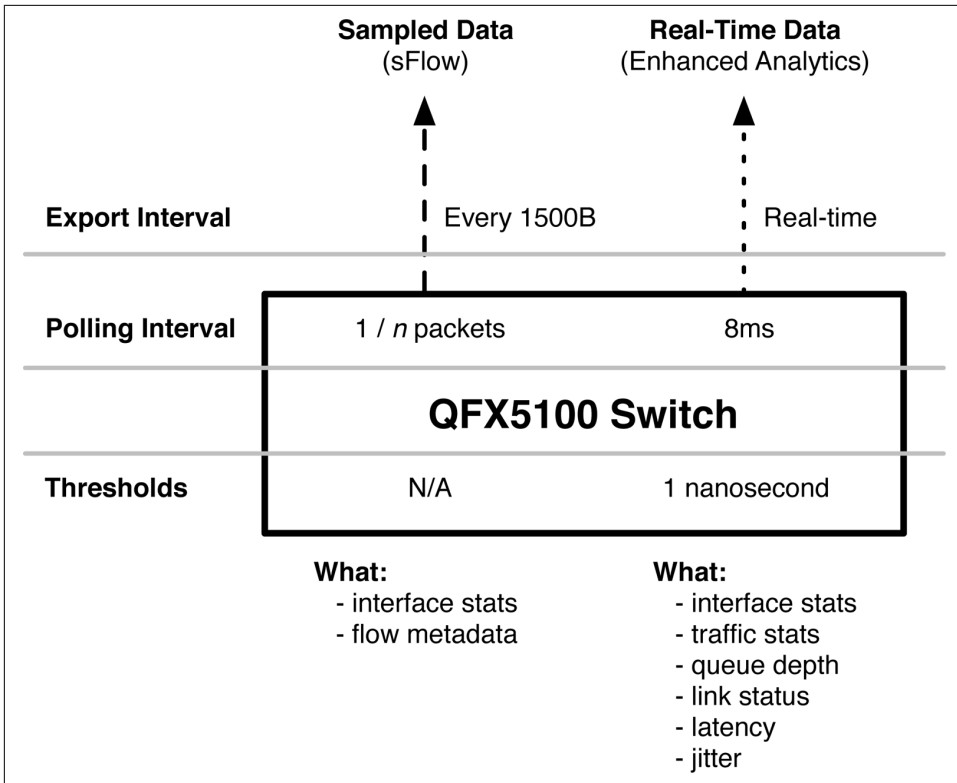 Sampled Data
(sFlow)
Real-Time Data
(Enhanced Analytics)
Export Interval
Every 1500B
Real-time
Polling Interval
1 / n packets
8ms
QFX5100 Switch
Thresholds
N/A
1 nanosecond
What:
- interface stats
- flow metadata
What:
- interface stats
- traffic stats
- queue depth
- link status
- latency
- jitter